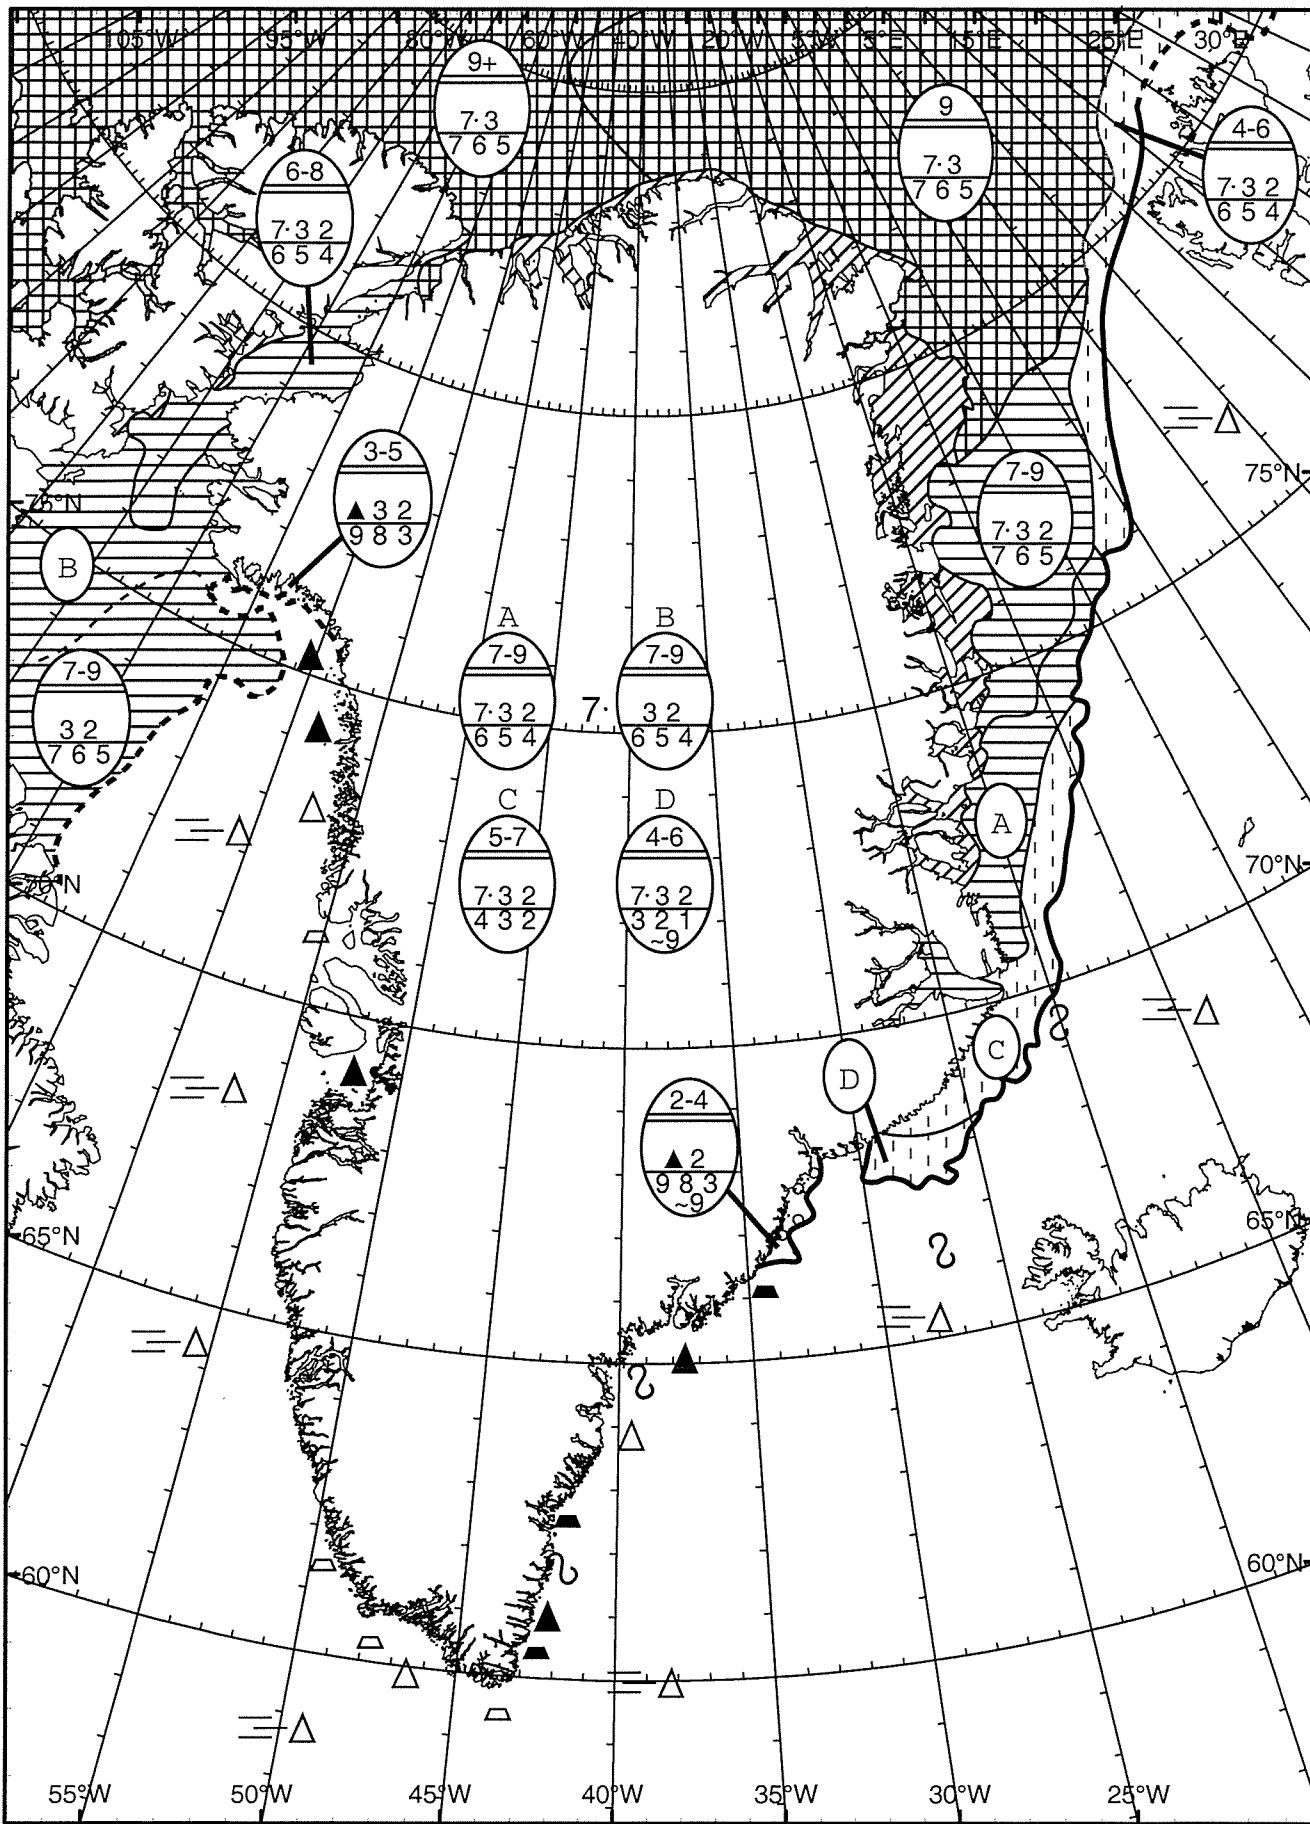 105°W 95°W 80°W 60°W 40°W 20°W 5°W 5°E 15°E 25°E 30°E
9+
7·3
7 6 5
9
7·3
7 6 5
4-6
7·3 2
6 5 4
6-8
7·3 2
6 5 4
3-5
▲ 3 2
9 8 3
7-9
7·3 2
7 6 5
75°N
75°N
B
7-9
3 2
7 6 5
A
7-9
7·3 2
6 5 4
7·
B
7-9
3 2
6 5 4
C
5-7
7·3 2
4 3 2
D
4-6
7·3 2
3 2 1
~9
A
70°N
70°N
C
D
2-4
▲ 2
9 8 3
~9
65°N
65°N
60°N
60°N
55°W 50°W 45°W 40°W 35°W 30°W 25°W